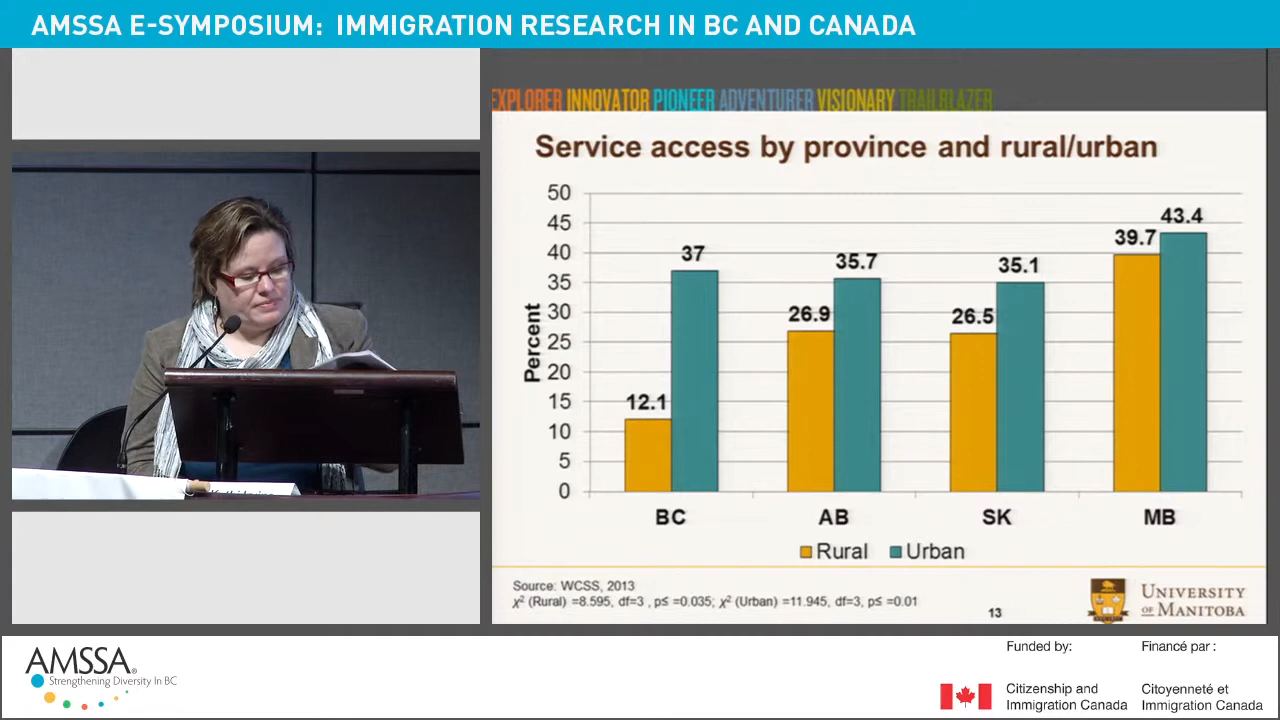 AMSSA E-SYMPOSIUM: IMMIGRATION RESEARCH IN BC AND CANADA
EXPLORER INNOVATOR PIONEER ADVENTURER VISIONARY TRAILBLAZER
Service access by province and rural/urban
Percent
50
45
40
35
30
25
20
15
10
5
0
12.1
37
26.9
35.7
26.5
35.1
39.7
43.4
BC
AB
SK
MB
Rural
Urban
Source: WCSS, 2013
χ² (Rural) =8.595, df=3 , p≤ =0.035; χ² (Urban) =11.945, df=3, p≤ =0.01
13
UNIVERSITY
OF MANITOBA
AMSSA®
Strengthening Diversity In BC
Funded by:
Citizenship and
Immigration Canada
Financé par :
Citoyenneté et
Immigration Canada